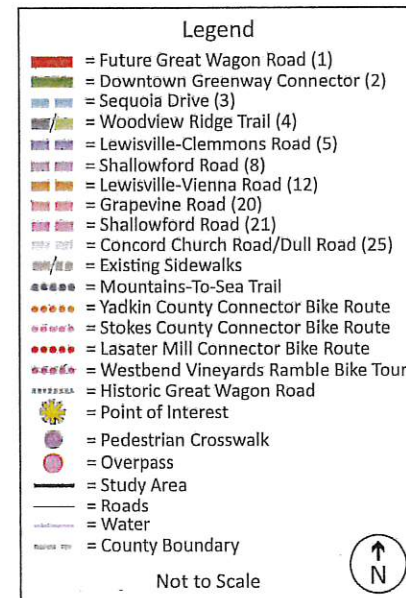 Legend
= Future Great Wagon Road (1)
= Downtown Greenway Connector (2)
= Sequoia Drive (3)
= Woodview Ridge Trail (4)
= Lewisville-Clemmons Road (5)
= Shallowford Road (8)
= Lewisville-Vienna Road (12)
= Grapevine Road (20)
= Shallowford Road (21)
= Concord Church Road/Dull Road (25)
= Existing Sidewalks
= Mountains-To-Sea Trail
= Yadkin County Connector Bike Route
= Stokes County Connector Bike Route
= Lasater Mill Connector Bike Route
= Westbend Vineyards Ramble Bike Tour
= Historic Great Wagon Road
= Point of Interest
= Pedestrian Crosswalk
= Overpass
= Study Area
= Roads
= Water
= County Boundary
Not to Scale
N